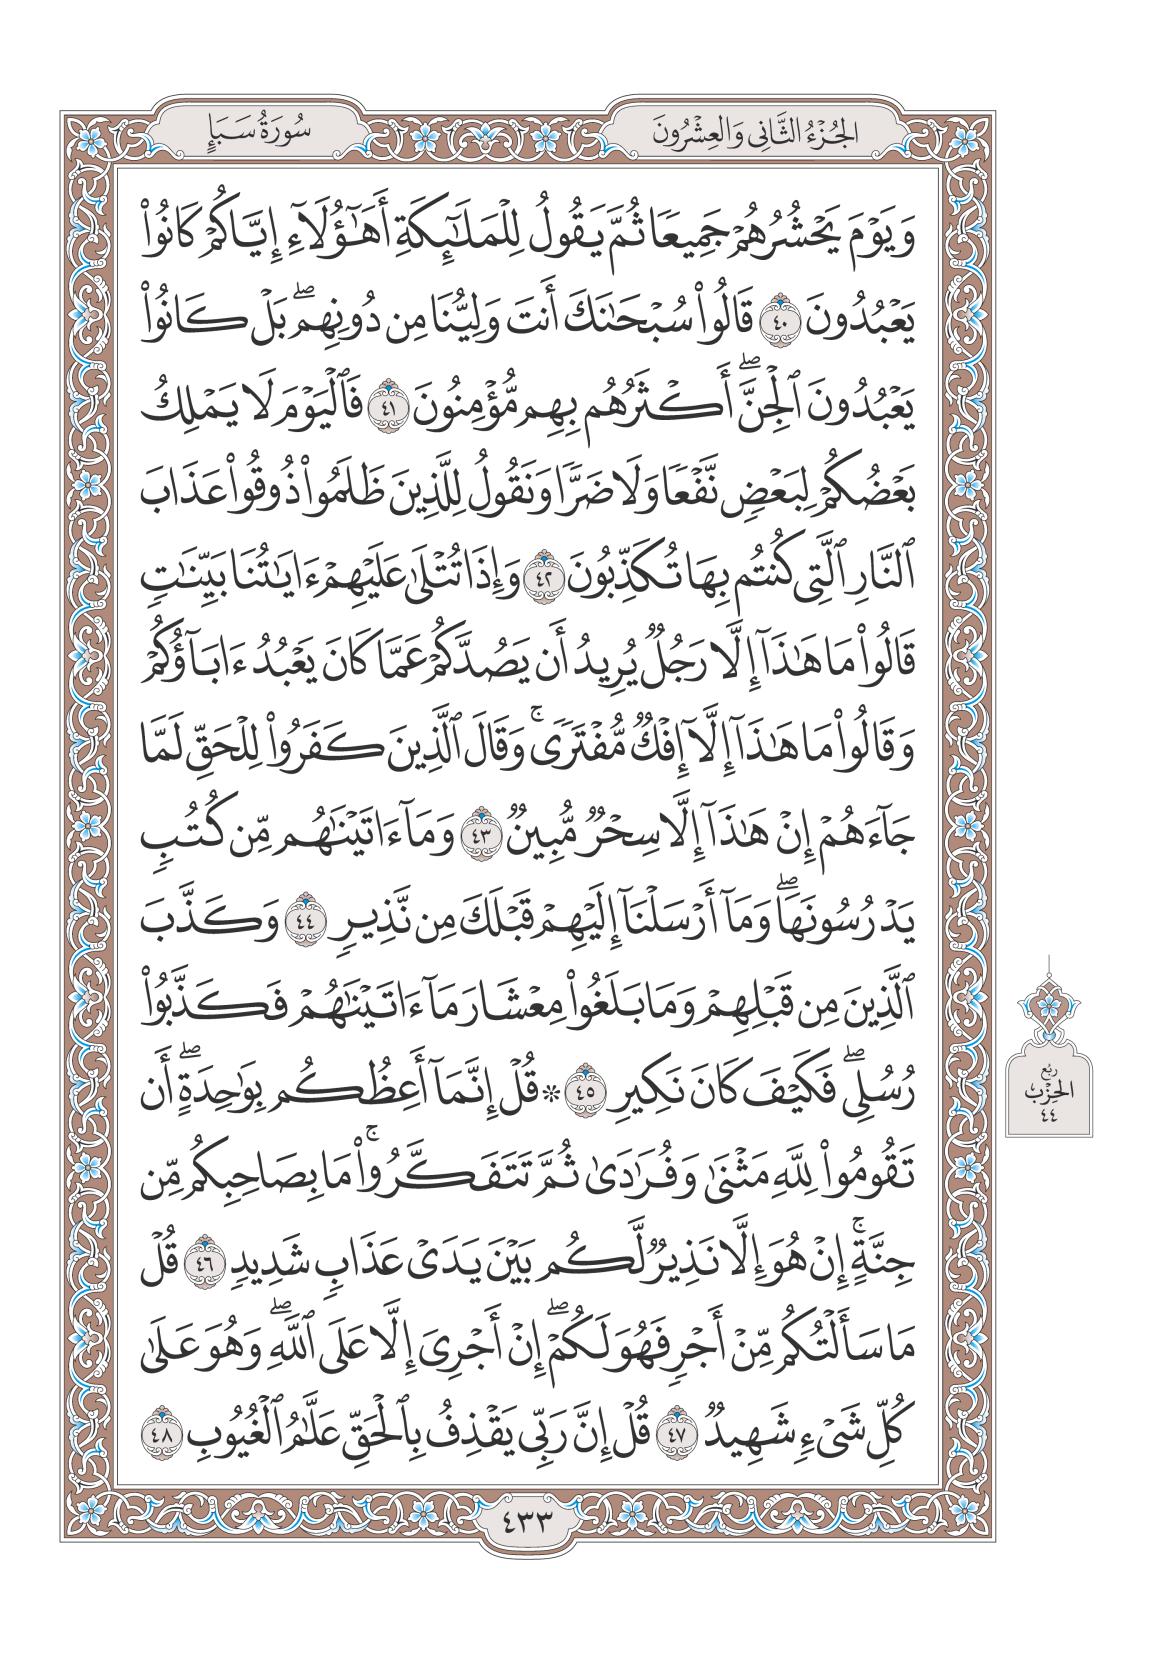 الجُزْءُ الثَّانِي وَالعِشْرُونَ
سُورَةُ سَبَإٍ
وَيَوْمَ يَحْشُرُهُمْ جَمِيعًا ثُمَّ يَقُولُ لِلْمَلَٰٓئِكَةِ أَهَٰٓؤُلَآءِ إِيَّاكُمْ كَانُوا۟
يَعْبُدُونَ ٤٠ قَالُوا۟ سُبْحَٰنَكَ أَنتَ وَلِيُّنَا مِن دُونِهِمۖ بَلْ كَانُوا۟
يَعْبُدُونَ ٱلْجِنَّۖ أَكْثَرُهُم بِهِم مُّؤْمِنُونَ ٤١ فَٱلْيَوْمَ لَا يَمْلِكُ
بَعْضُكُمْ لِبَعْضٍ نَّفْعًا وَلَا ضَرًّا وَنَقُولُ لِلَّذِينَ ظَلَمُوا۟ ذُوقُوا۟ عَذَابَ
ٱلنَّارِ ٱلَّتِى كُنتُم بِهَا تُكَذِّبُونَ ٤٢ وَإِذَا تُتْلَىٰ عَلَيْهِمْ ءَايَٰتُنَا بَيِّنَٰتٍ
قَالُوا۟ مَا هَٰذَآ إِلَّا رَجُلٌ يُرِيدُ أَن يَصُدَّكُمْ عَمَّا كَانَ يَعْبُدُ ءَابَآؤُكُمْ
وَقَالُوا۟ مَا هَٰذَآ إِلَّآ إِفْكٌ مُّفْتَرًىۚ وَقَالَ ٱلَّذِينَ كَفَرُوا۟ لِلْحَقِّ لَمَّا
جَآءَهُمْ إِنْ هَٰذَآ إِلَّا سِحْرٌ مُّبِينٌ ٤٣ وَمَآ ءَاتَيْنَٰهُم مِّن كُتُبٍ
يَدْرُسُونَهَاۖ وَمَآ أَرْسَلْنَآ إِلَيْهِمْ قَبْلَكَ مِن نَّذِيرٍ ٤٤ وَكَذَّبَ
ٱلَّذِينَ مِن قَبْلِهِمْ وَمَا بَلَغُوا۟ مِعْشَارَ مَآ ءَاتَيْنَٰهُمْ فَكَذَّبُوا۟
رُسُلِىۖ فَكَيْفَ كَانَ نَكِيرِ ٤٥ ۞ قُلْ إِنَّمَآ أَعِظُكُم بِوَٰحِدَةٍۖ أَن
تَقُومُوا۟ لِلَّهِ مَثْنَىٰ وَفُرَٰدَىٰ ثُمَّ تَتَفَكَّرُوا۟ۚ مَا بِصَاحِبِكُم مِّن
جِنَّةٍۚ إِنْ هُوَ إِلَّا نَذِيرٌ لَّكُم بَيْنَ يَدَىْ عَذَابٍ شَدِيدٍ ٤٦ قُلْ
مَا سَأَلْتُكُم مِّنْ أَجْرٍ فَهُوَ لَكُمْۖ إِنْ أَجْرِىَ إِلَّا عَلَى ٱللَّهِۖ وَهُوَ عَلَىٰ
كُلِّ شَىْءٍ شَهِيدٌ ٤٧ قُلْ إِنَّ رَبِّى يَقْذِفُ بِٱلْحَقِّ عَلَّٰمُ ٱلْغُيُوبِ ٤٨
ربع
الحِزْب
٤٤
٤٣٣